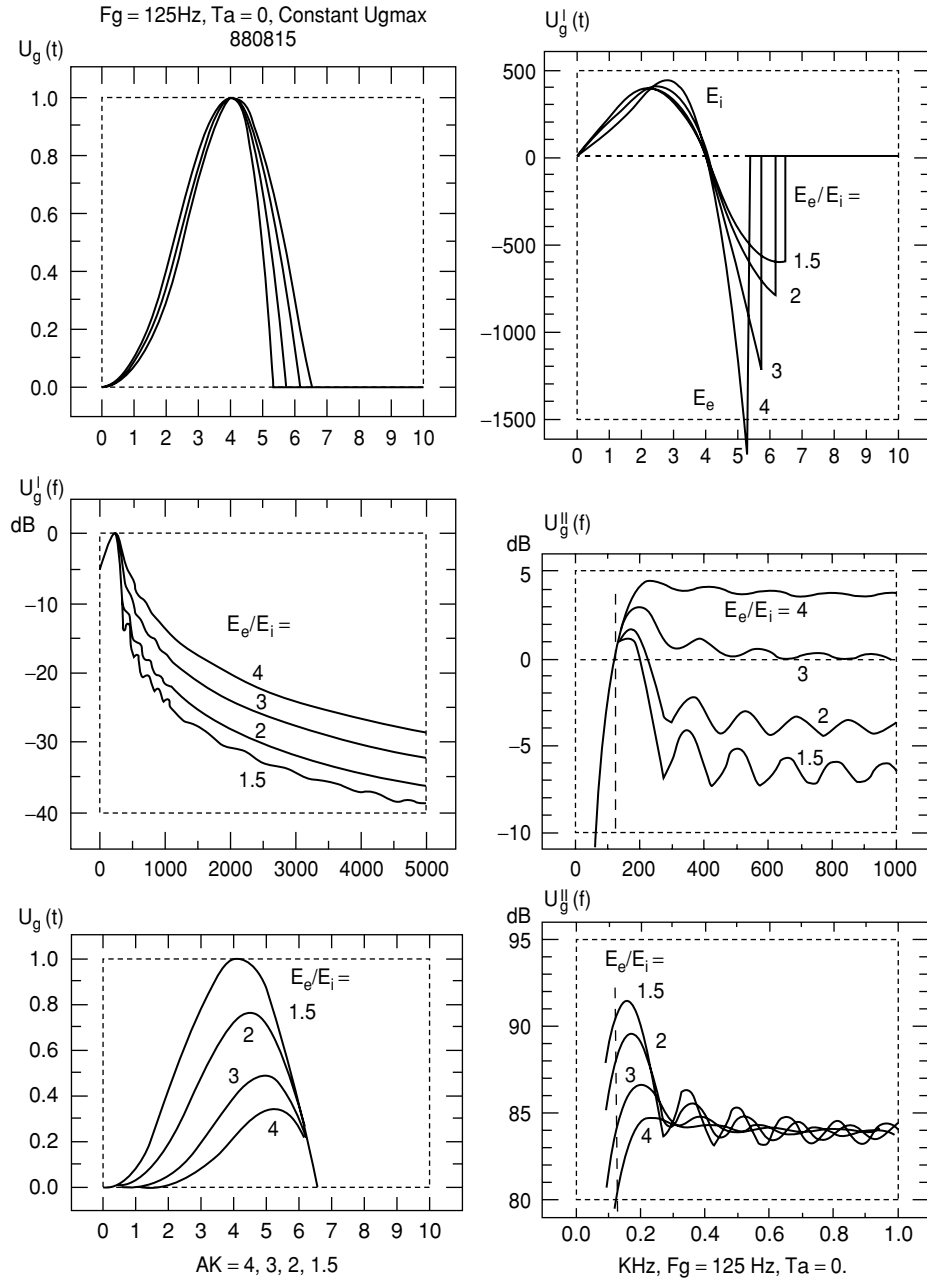 Fg = 125Hz, Ta = 0, Constant Ugmax
880815
U_g (t)
1.0
0.8
0.6
0.4
0.2
0.0
0 1 2 3 4 5 6 7 8 9 10
U_g^I (t)
500
0
−500
−1000
−1500
E_i
E_e/E_i =
1.5
2
3
4
E_e
0 1 2 3 4 5 6 7 8 9 10
U_g^I (f)
dB
0
−10
−20
−30
−40
E_e/E_i =
4
3
2
1.5
0 1000 2000 3000 4000 5000
U_g^II (f)
dB
5
0
−5
−10
E_e/E_i = 4
3
2
1.5
0 200 400 600 800 1000
U_g (t)
1.0
0.8
0.6
0.4
0.2
0.0
E_e/E_i =
1.5
2
3
4
0 1 2 3 4 5 6 7 8 9 10
AK = 4, 3, 2, 1.5
U_g^II (f)
dB
95
90
85
80
E_e/E_i =
1.5
2
3
4
0.0 0.2 0.4 0.6 0.8 1.0
KHz, Fg = 125 Hz, Ta = 0.